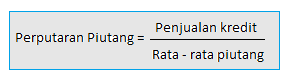 Perputaran Piutang = Penjualan kredit
Rata - rata piutang